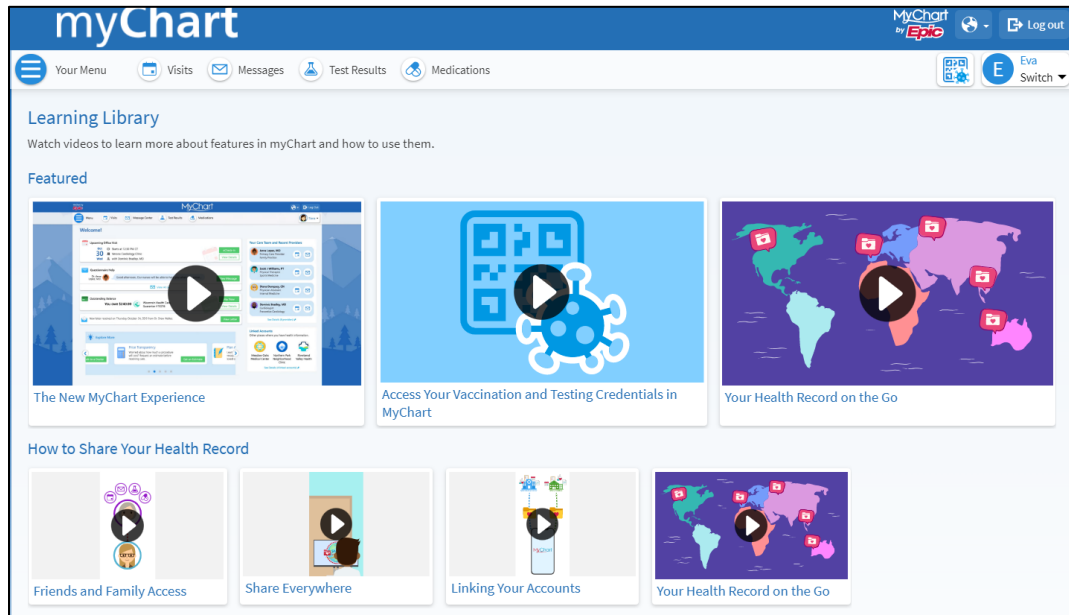 myChart
MyChart
by Epic
Log out
Your Menu
Visits
Messages
Test Results
Medications
E
Eva
Switch
Learning Library
Watch videos to learn more about features in myChart and how to use them.
Featured
MyChart
Welcome!
The New MyChart Experience
Access Your Vaccination and Testing Credentials in
MyChart
Your Health Record on the Go
How to Share Your Health Record
MyChart
Friends and Family Access
Share Everywhere
Linking Your Accounts
Your Health Record on the Go